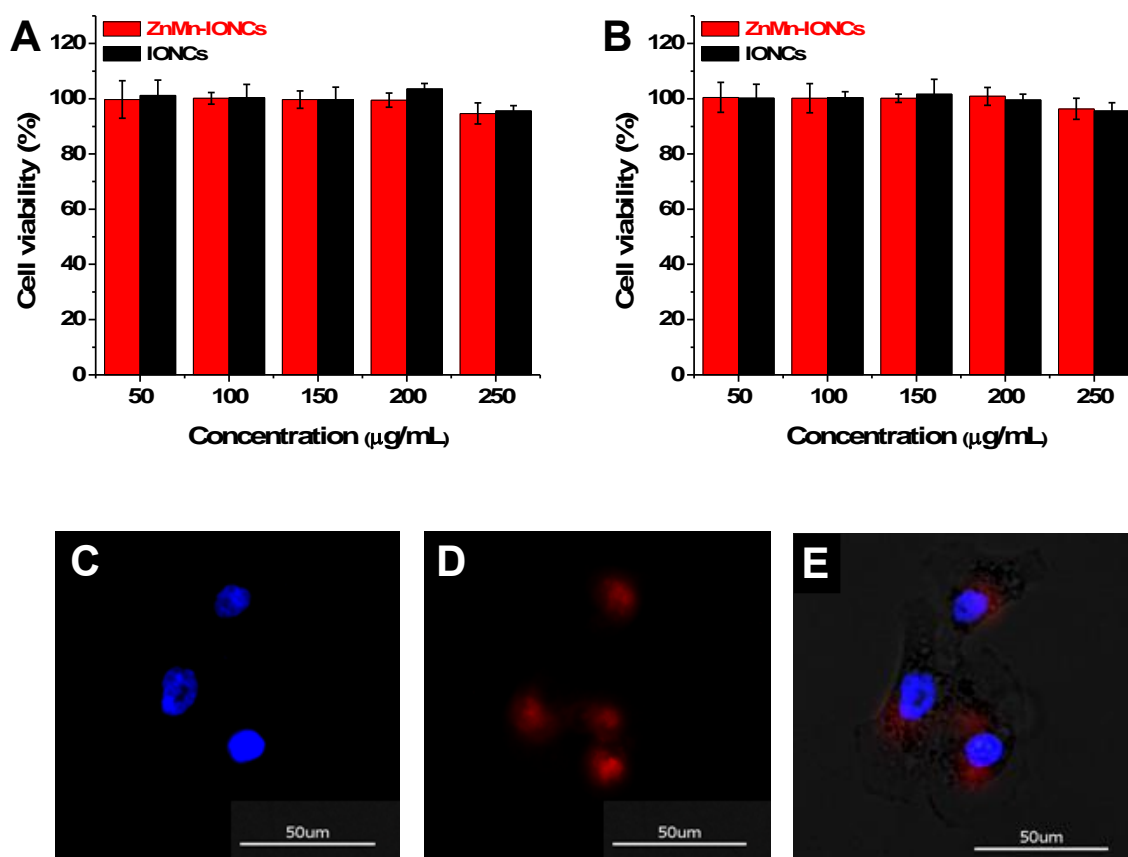 A
ZnMn-IONCs
IONCs
120
100
80
60
40
20
0
Cell viability (%)
50 100 150 200 250
Concentration (μg/mL)
B
ZnMn-IONCs
IONCs
120
100
80
60
40
20
0
Cell viability (%)
50 100 150 200 250
Concentration (μg/mL)
C
50um
D
50um
E
50um